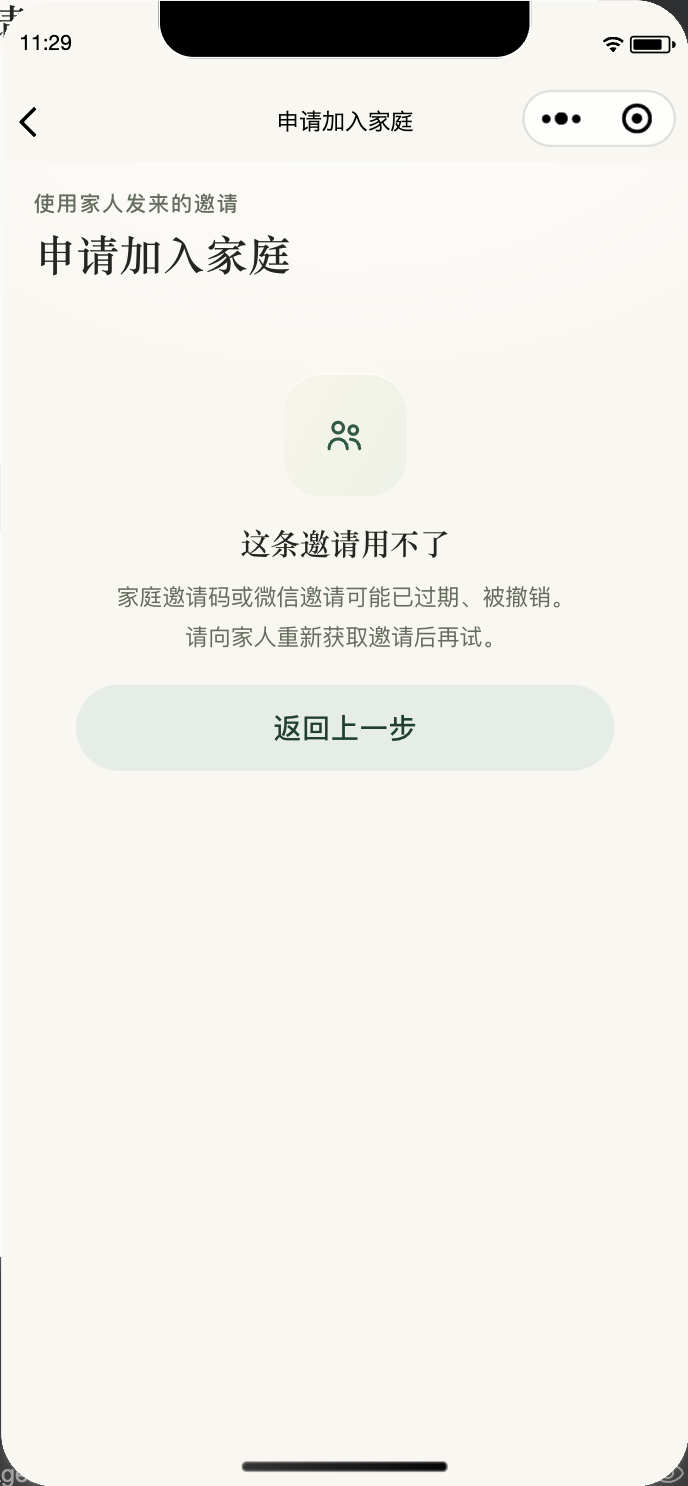 11:29
申请加入家庭
使用家人发来的邀请
申请加入家庭
这条邀请用不了
家庭邀请码或微信邀请可能已过期、被撤销。
请向家人重新获取邀请后再试。
返回上一步